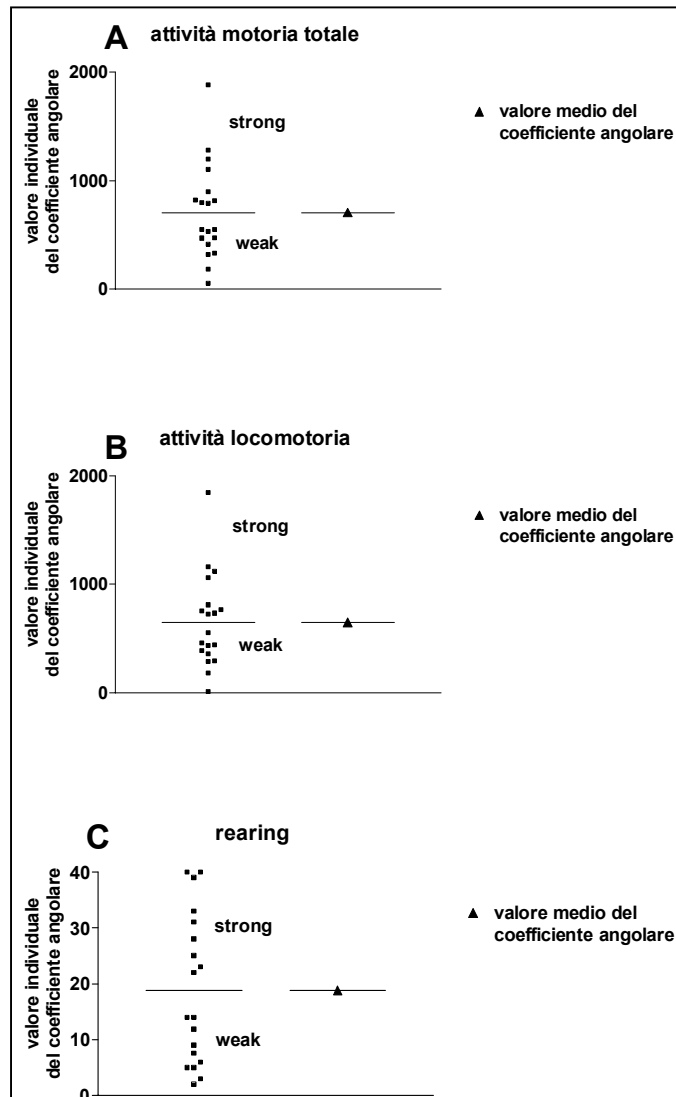 A attività motoria totale
valore individuale
del coefficiente angolare
2000
1000
0
strong
weak
▲ valore medio del
coefficiente angolare
B attività locomotoria
valore individuale
del coefficiente angolare
2000
1000
0
strong
weak
▲ valore medio del
coefficiente angolare
C rearing
valore individuale
del coefficiente angolare
40
30
20
10
0
strong
weak
▲ valore medio del
coefficiente angolare